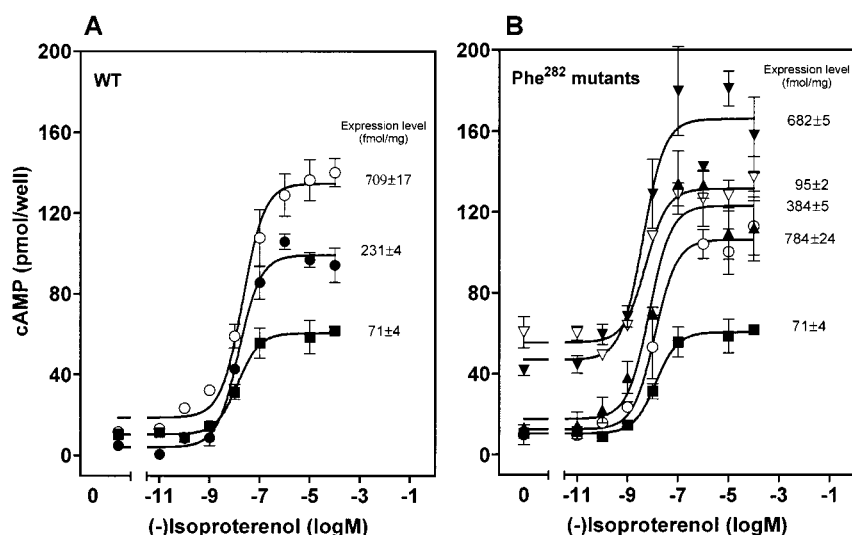 A
WT
cAMP (pmol/well)
200
160
120
80
40
0
Expression level
(fmol/mg)
709±17
231±4
71±4
0 -11 -9 -7 -5 -3 -1
(-)Isoproterenol (logM)
B
Phe282 mutants
200
160
120
80
40
0
Expression level
(fmol/mg)
682±5
95±2
384±5
784±24
71±4
0 -11 -9 -7 -5 -3 -1
(-)Isoproterenol (logM)